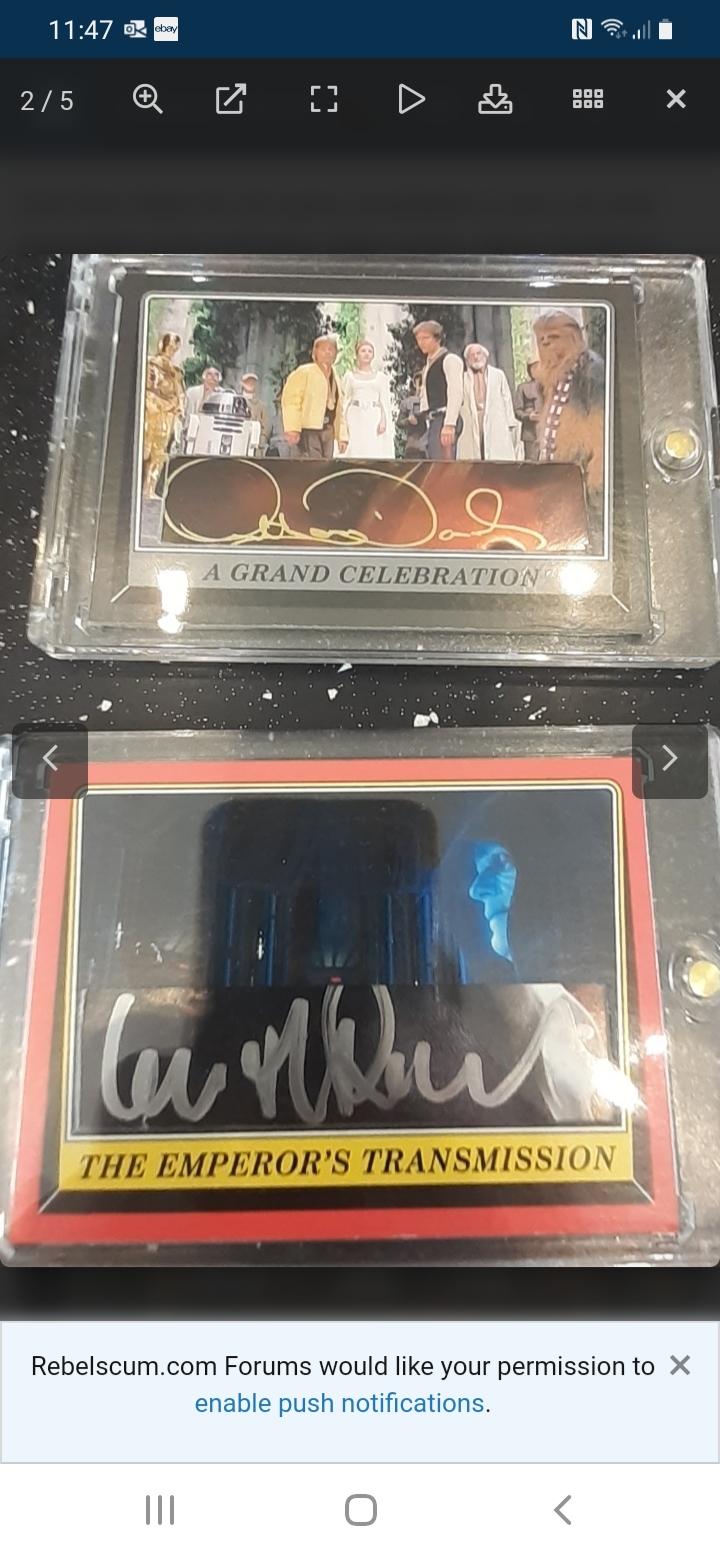 11:47 ebay
2 / 5
A GRAND CELEBRATION
THE EMPEROR'S TRANSMISSION
Rebelscum.com Forums would like your permission to
enable push notifications.